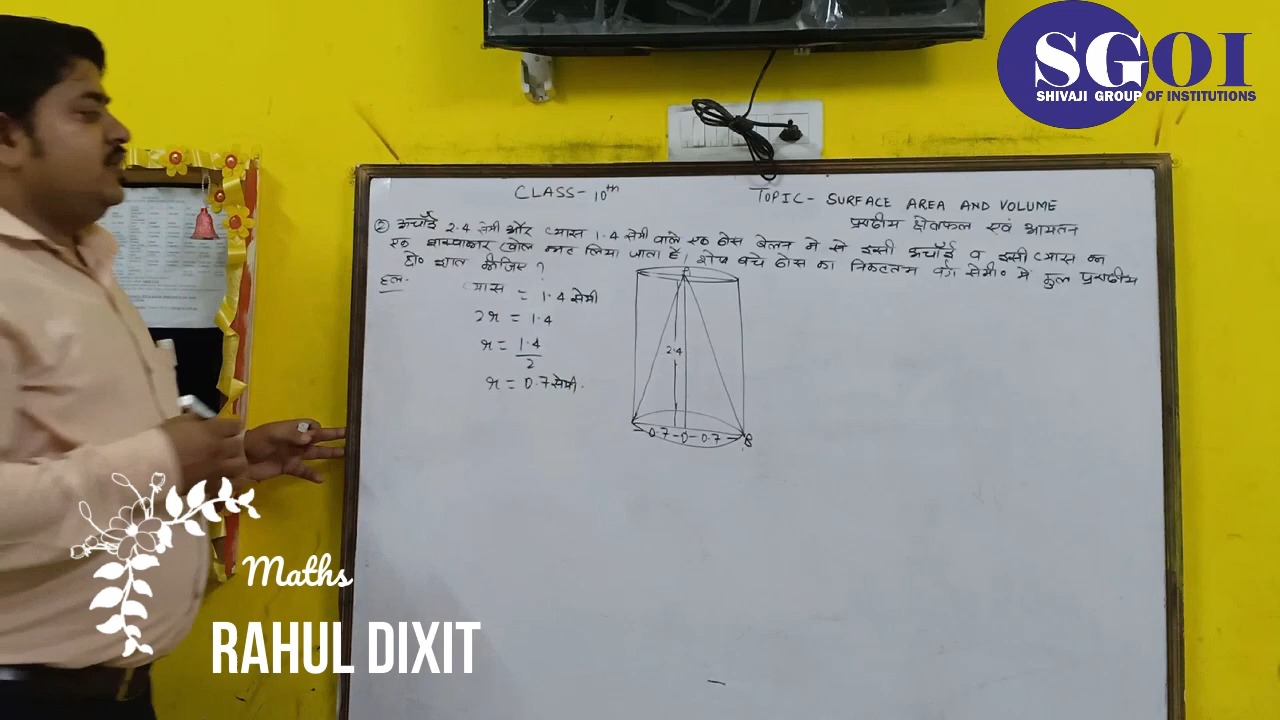 SGOI
SHIVAJI GROUP OF INSTITUTIONS
CLASS- 10th
TOPIC- SURFACE AREA AND VOLUME
पृष्ठीय क्षेत्रफल एवं आयतन
② ऊचाँई 2.4 सेमी और व्यास 1.4 सेमी वाले एक ठोस बेलन में से इसी ऊचाँई व इसी व्यास का
एक शंक्वाकार खोल काट लिया जाता है। शेष बचे ठोस का निकटतम वर्ग सेमी० में कुल पृष्ठीय
क्षे० ज्ञात कीजिए ?
हल-
व्यास = 1.4 सेमी
2r = 1.4
r = 1.4
2
r = 0.7 सेमी.
2.4
0.7 - 0 - 0.7
B
Maths
RAHUL DIXIT